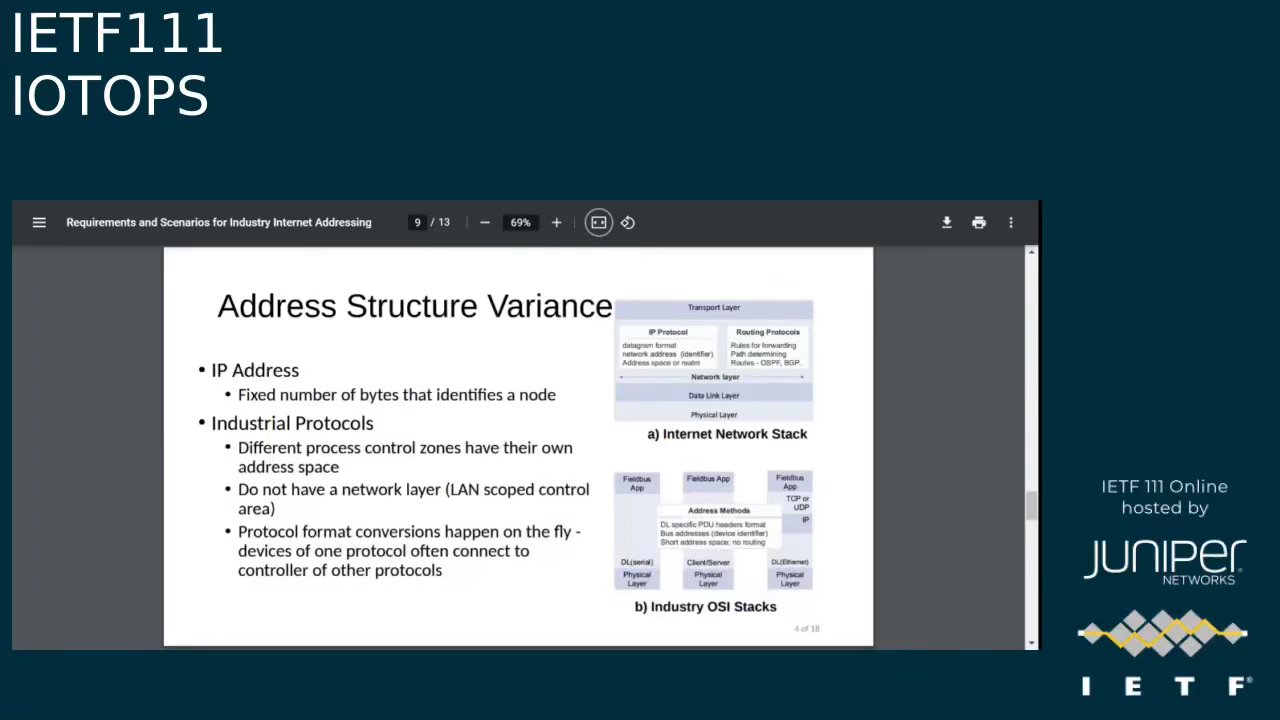 IETF111
IOTOPS
Requirements and Scenarios for Industry Internet Addressing
9 / 13
69%
Address Structure Variance
• IP Address
• Fixed number of bytes that identifies a node
• Industrial Protocols
• Different process control zones have their own
address space
• Do not have a network layer (LAN scoped control
area)
• Protocol format conversions happen on the fly -
devices of one protocol often connect to
controller of other protocols
Transport Layer
IP Protocol
datagram format
network address (identifier)
Address space or realm
Routing Protocols
Rules for forwarding
Path determining
Routes - OSPF, BGP..
Network layer
Data Link Layer
Physical Layer
a) Internet Network Stack
Fieldbus
App
Fieldbus App
Fieldbus
App
TCP or
UDP
IP
Address Methods
DL specific PDU headers format
Bus addresses (device identifier)
Short address space; no routing
DL(serial)
Client/Server
DL(Ethernet)
Physical
Layer
Physical
Layer
Physical
Layer
b) Industry OSI Stacks
4 of 18
IETF 111 Online
hosted by
JUNIPER
NETWORKS
I E T F®